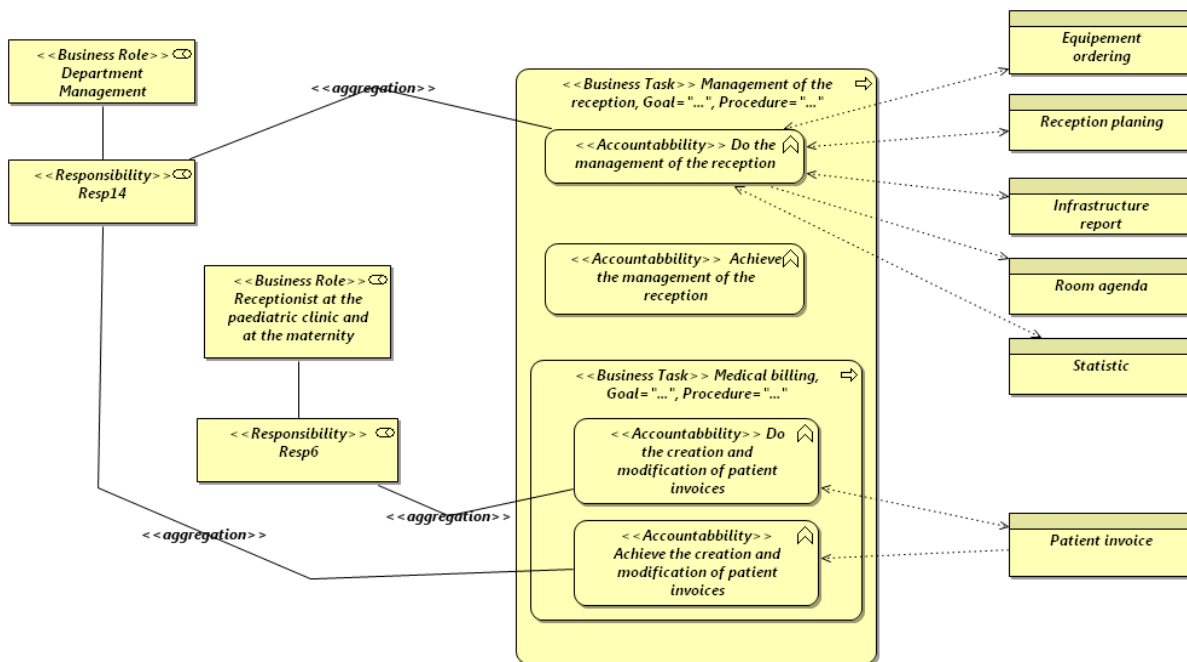 <<Business Role>>
Department
Management
<<Responsibility>>
Resp14
<<aggregation>>
<<Business Role>>
Receptionist at the
paediatric clinic and
at the maternity
<<Responsibility>>
Resp6
<<aggregation>>
<<aggregation>>
<<Business Task>> Management of the
reception, Goal="...", Procedure="..."
<<Accountabbility>> Do the
management of the reception
<<Accountabbility>> Achieve
the management of the
reception
<<Business Task>> Medical billing,
Goal="...", Procedure="..."
<<Accountabbility>> Do
the creation and
modification of patient
invoices
<<Accountabbility>>
Achieve the creation and
modification of patient
invoices
Equipement
ordering
Reception planing
Infrastructure
report
Room agenda
Statistic
Patient invoice